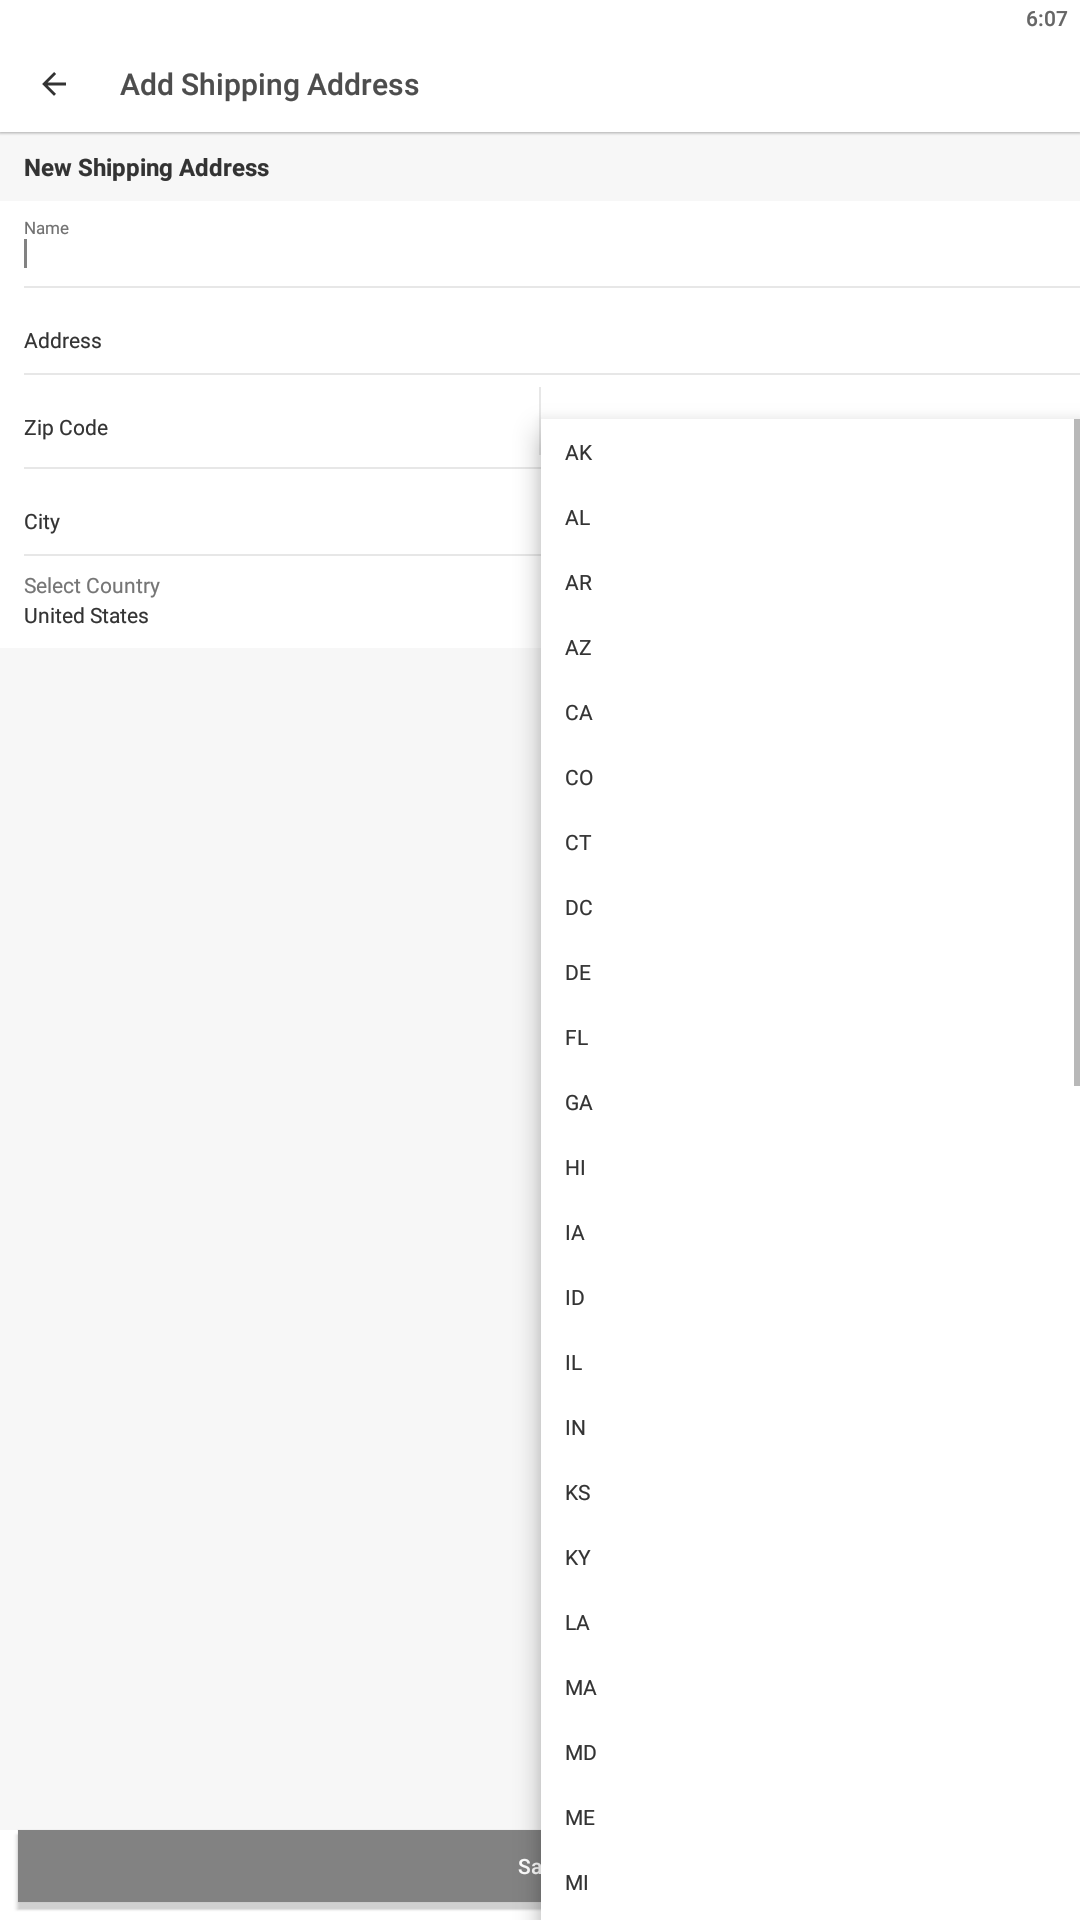 6:07
Add Shipping Address
New Shipping Address
Name
Address
Zip Code
City
Select Country
United States
AK
AL
AR
AZ
CA
CO
CT
DC
DE
FL
GA
HI
IA
ID
IL
IN
KS
KY
LA
MA
MD
ME
MI